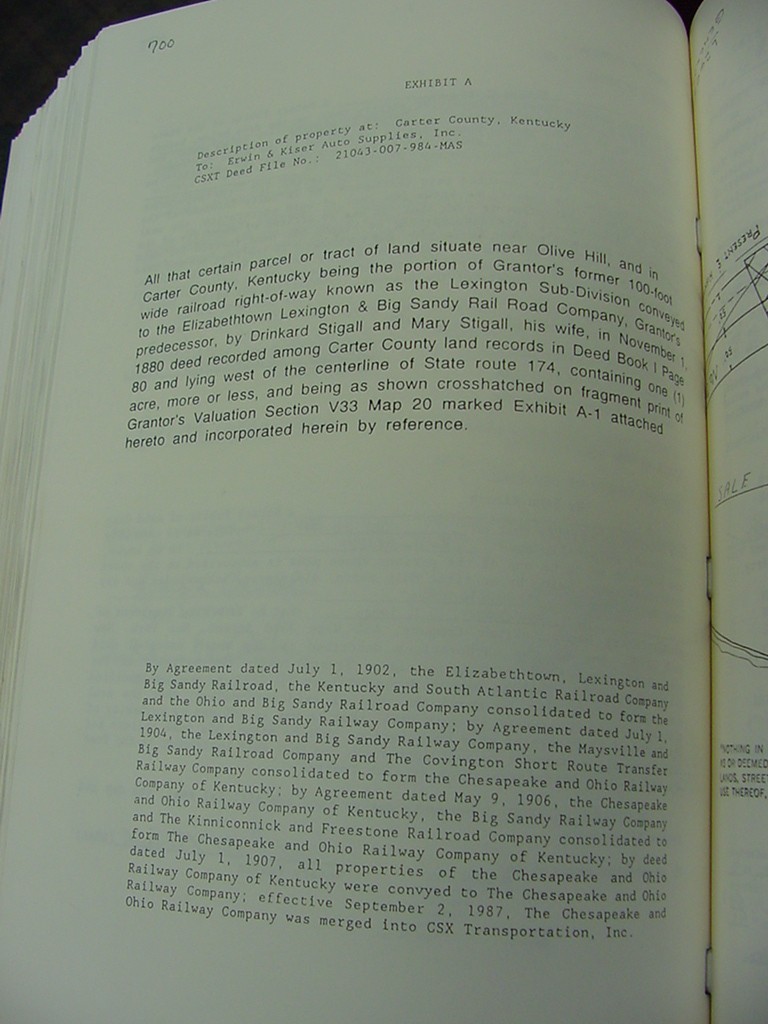 700
EXHIBIT A
Description of property at: Carter County, Kentucky
To: Erwin & Kiser Auto Supplies, Inc.
CSXT Deed File No.: 21043-007-984-MAS
All that certain parcel or tract of land situate near Olive Hill, and in
Carter County, Kentucky being the portion of Grantor's former 100-foot
wide railroad right-of-way known as the Lexington Sub-Division conveyed
to the Elizabethtown Lexington & Big Sandy Rail Road Company, Grantor's
predecessor, by Drinkard Stigall and Mary Stigall, his wife, in November 1,
1880 deed recorded among Carter County land records in Deed Book I Page
80 and lying west of the centerline of State route 174, containing one (1)
acre, more or less, and being as shown crosshatched on fragment print of
Grantor's Valuation Section V33 Map 20 marked Exhibit A-1 attached
hereto and incorporated herein by reference.
By Agreement dated July 1, 1902, the Elizabethtown, Lexington and
Big Sandy Railroad, the Kentucky and South Atlantic Railroad Company
and the Ohio and Big Sandy Railroad Company consolidated to form the
Lexington and Big Sandy Railway Company; by Agreement dated July 1,
1904, the Lexington and Big Sandy Railway Company, the Maysville and
Big Sandy Railroad Company and The Covington Short Route Transfer
Railway Company consolidated to form the Chesapeake and Ohio Railway
Company of Kentucky; by Agreement dated May 9, 1906, the Chesapeake
and Ohio Railway Company of Kentucky, the Big Sandy Railway Company
and The Kinniconnick and Freestone Railroad Company consolidated to
form The Chesapeake and Ohio Railway Company of Kentucky; by deed
dated July 1, 1907, all properties of the Chesapeake and Ohio
Railway Company of Kentucky were convyed to The Chesapeake and Ohio
Railway Company; effective September 2, 1987, The Chesapeake and
Ohio Railway Company was merged into CSX Transportation, Inc.
PRESENT
SALE
NOTHING IN
OR DEEMED
LANDS, STREET
USE THEREOF,